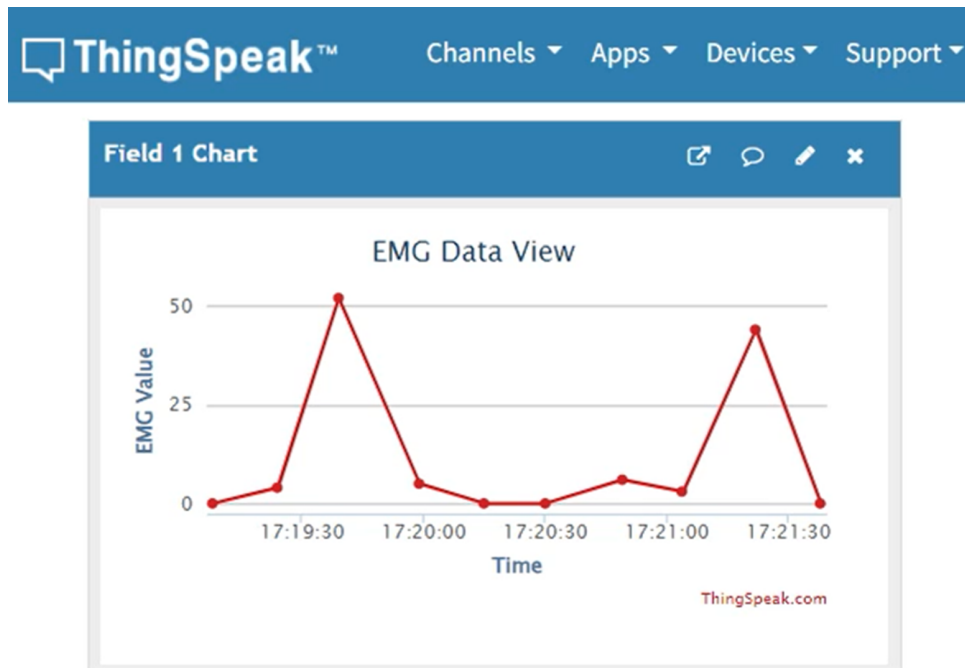 ThingSpeak™ Channels Apps Devices Support
Field 1 Chart
EMG Data View
50
25
0
EMG Value
17:19:30 17:20:00 17:20:30 17:21:00 17:21:30
Time
ThingSpeak.com